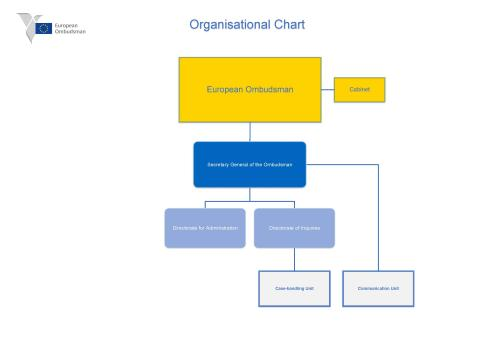 European
Ombudsman
Organisational Chart
European Ombudsman
Cabinet
Secretary General of the Ombudsman
Directorate for Administration
Directorate of Inquiries
Case-handling Unit
Communication Unit